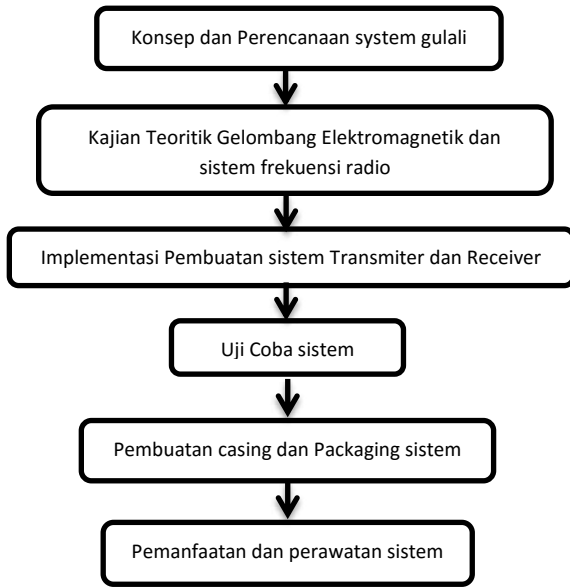 Konsep dan Perencanaan system gulali
Kajian Teoritik Gelombang Elektromagnetik dan
sistem frekuensi radio
Implementasi Pembuatan sistem Transmiter dan Receiver
Uji Coba sistem
Pembuatan casing dan Packaging sistem
Pemanfaatan dan perawatan sistem